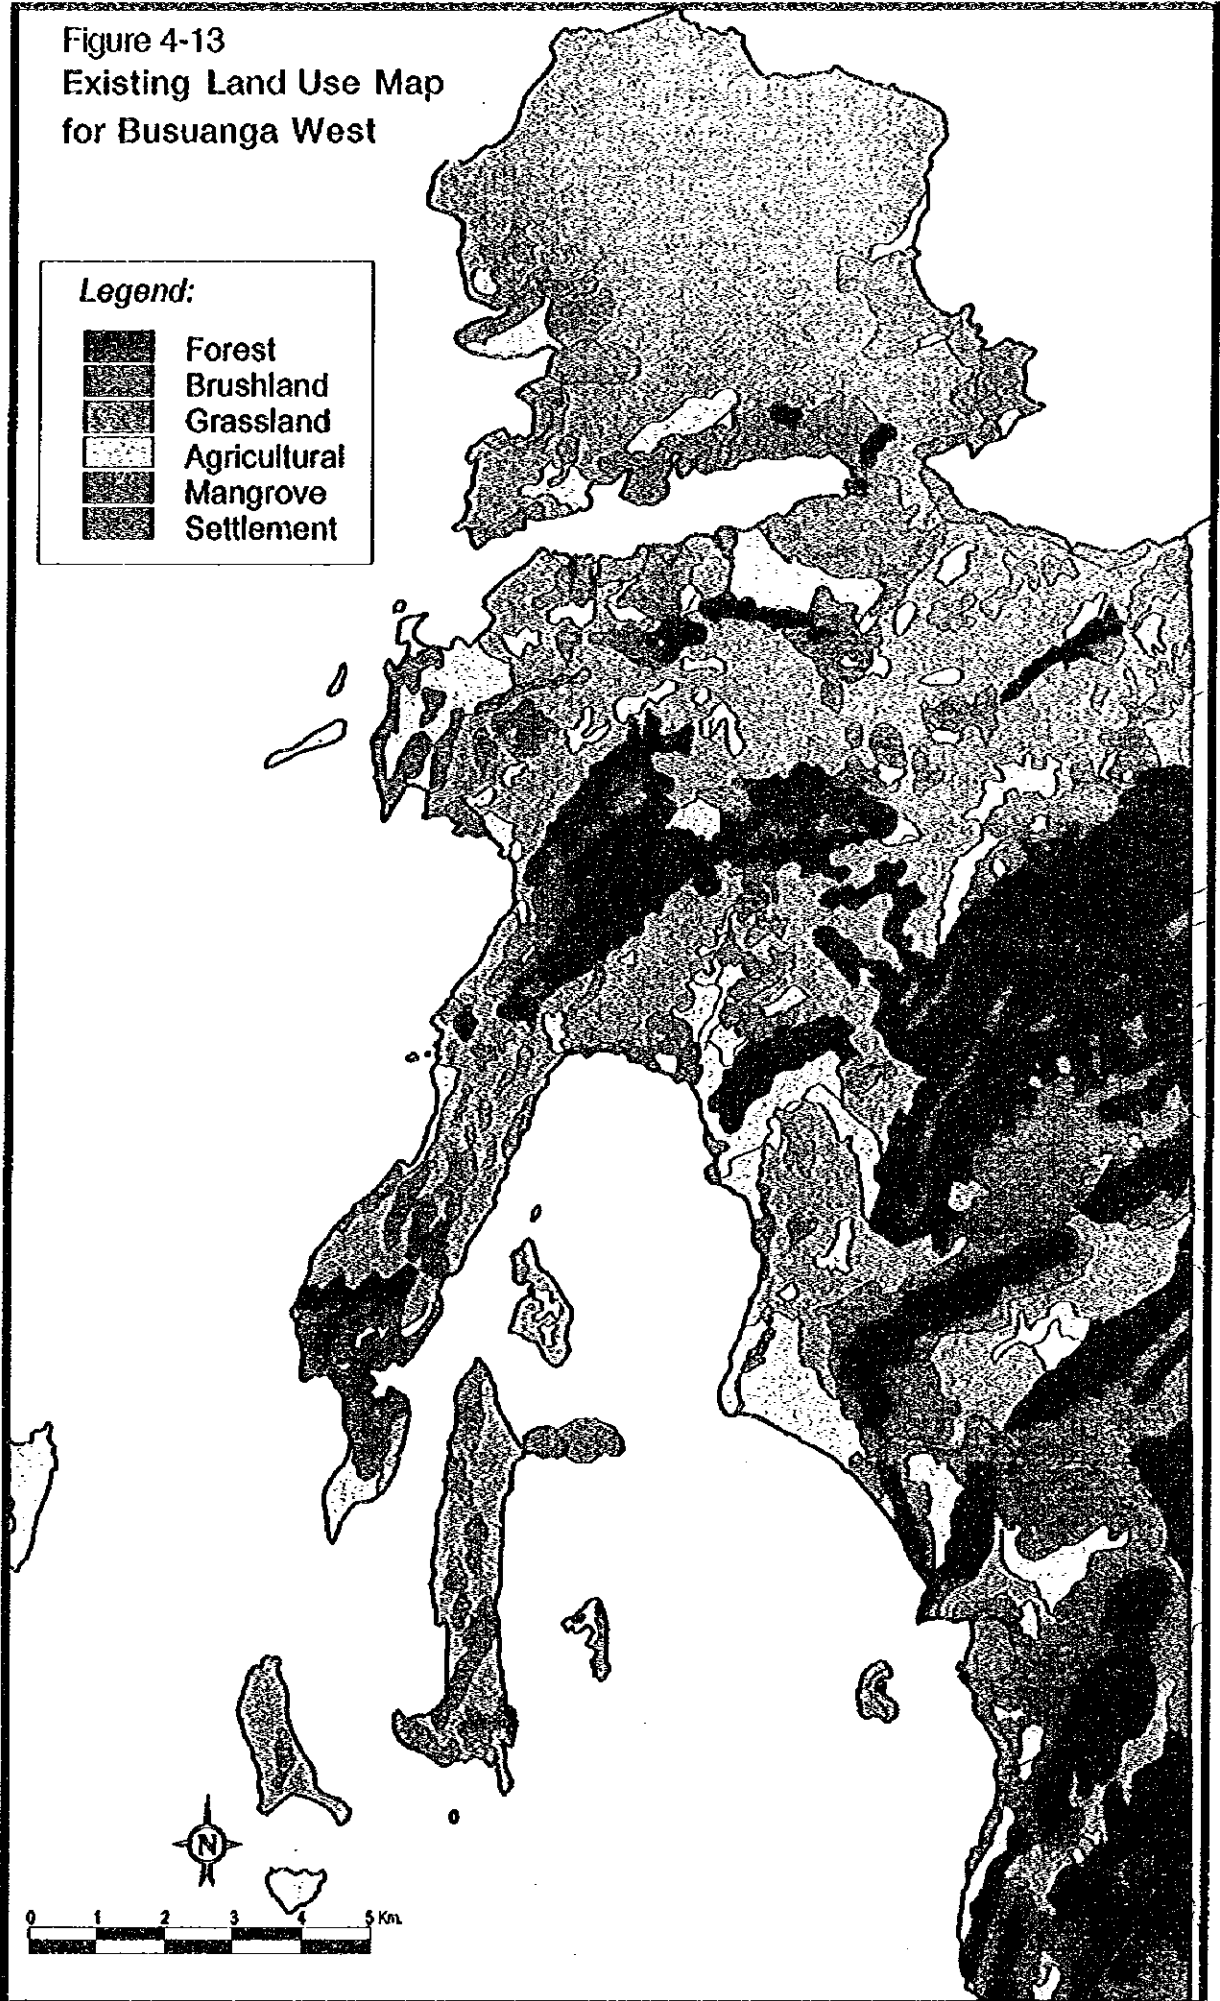 Figure 4-13
Existing Land Use Map
for Busuanga West
Legend:
Forest
Brushland
Grassland
Agricultural
Mangrove
Settlement
N
0 1 2 3 4 5 Km.